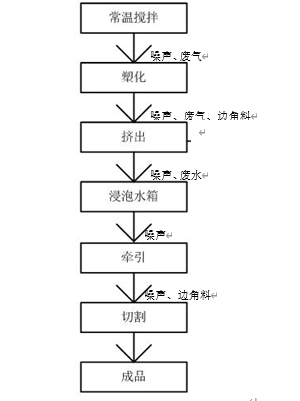 常温搅拌
噪声、废气
塑化
噪声、废气、边角料
挤出
噪声、废水
浸泡水箱
噪声
牵引
噪声、边角料
切割
成品